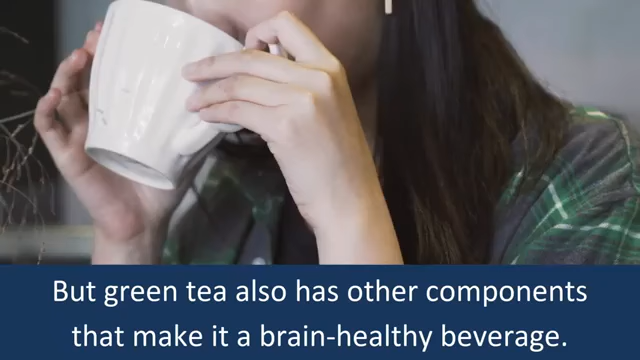 But green tea also has other components
that make it a brain-healthy beverage.